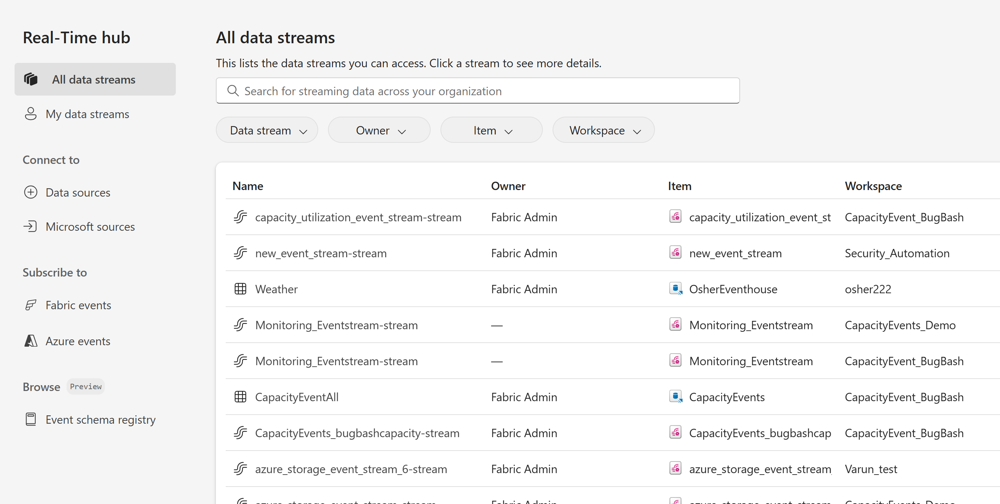 Real-Time hub
All data streams
My data streams
Connect to
Data sources
Microsoft sources
Subscribe to
Fabric events
Azure events
Browse Preview
Event schema registry
All data streams
This lists the data streams you can access. Click a stream to see more details.
Search for streaming data across your organization
Data stream Owner Item Workspace
Name Owner Item Workspace
capacity_utilization_event_stream-stream Fabric Admin capacity_utilization_event_st CapacityEvent_BugBash
new_event_stream-stream Fabric Admin new_event_stream Security_Automation
Weather Fabric Admin OsherEventhouse osher222
Monitoring_Eventstream-stream — Monitoring_Eventstream CapacityEvents_Demo
Monitoring_Eventstream-stream — Monitoring_Eventstream CapacityEvent_BugBash
CapacityEventAll Fabric Admin CapacityEvents CapacityEvent_BugBash
CapacityEvents_bugbashcapacity-stream Fabric Admin CapacityEvents_bugbashcap CapacityEvent_BugBash
azure_storage_event_stream_6-stream Fabric Admin azure_storage_event_stream_ Varun_test